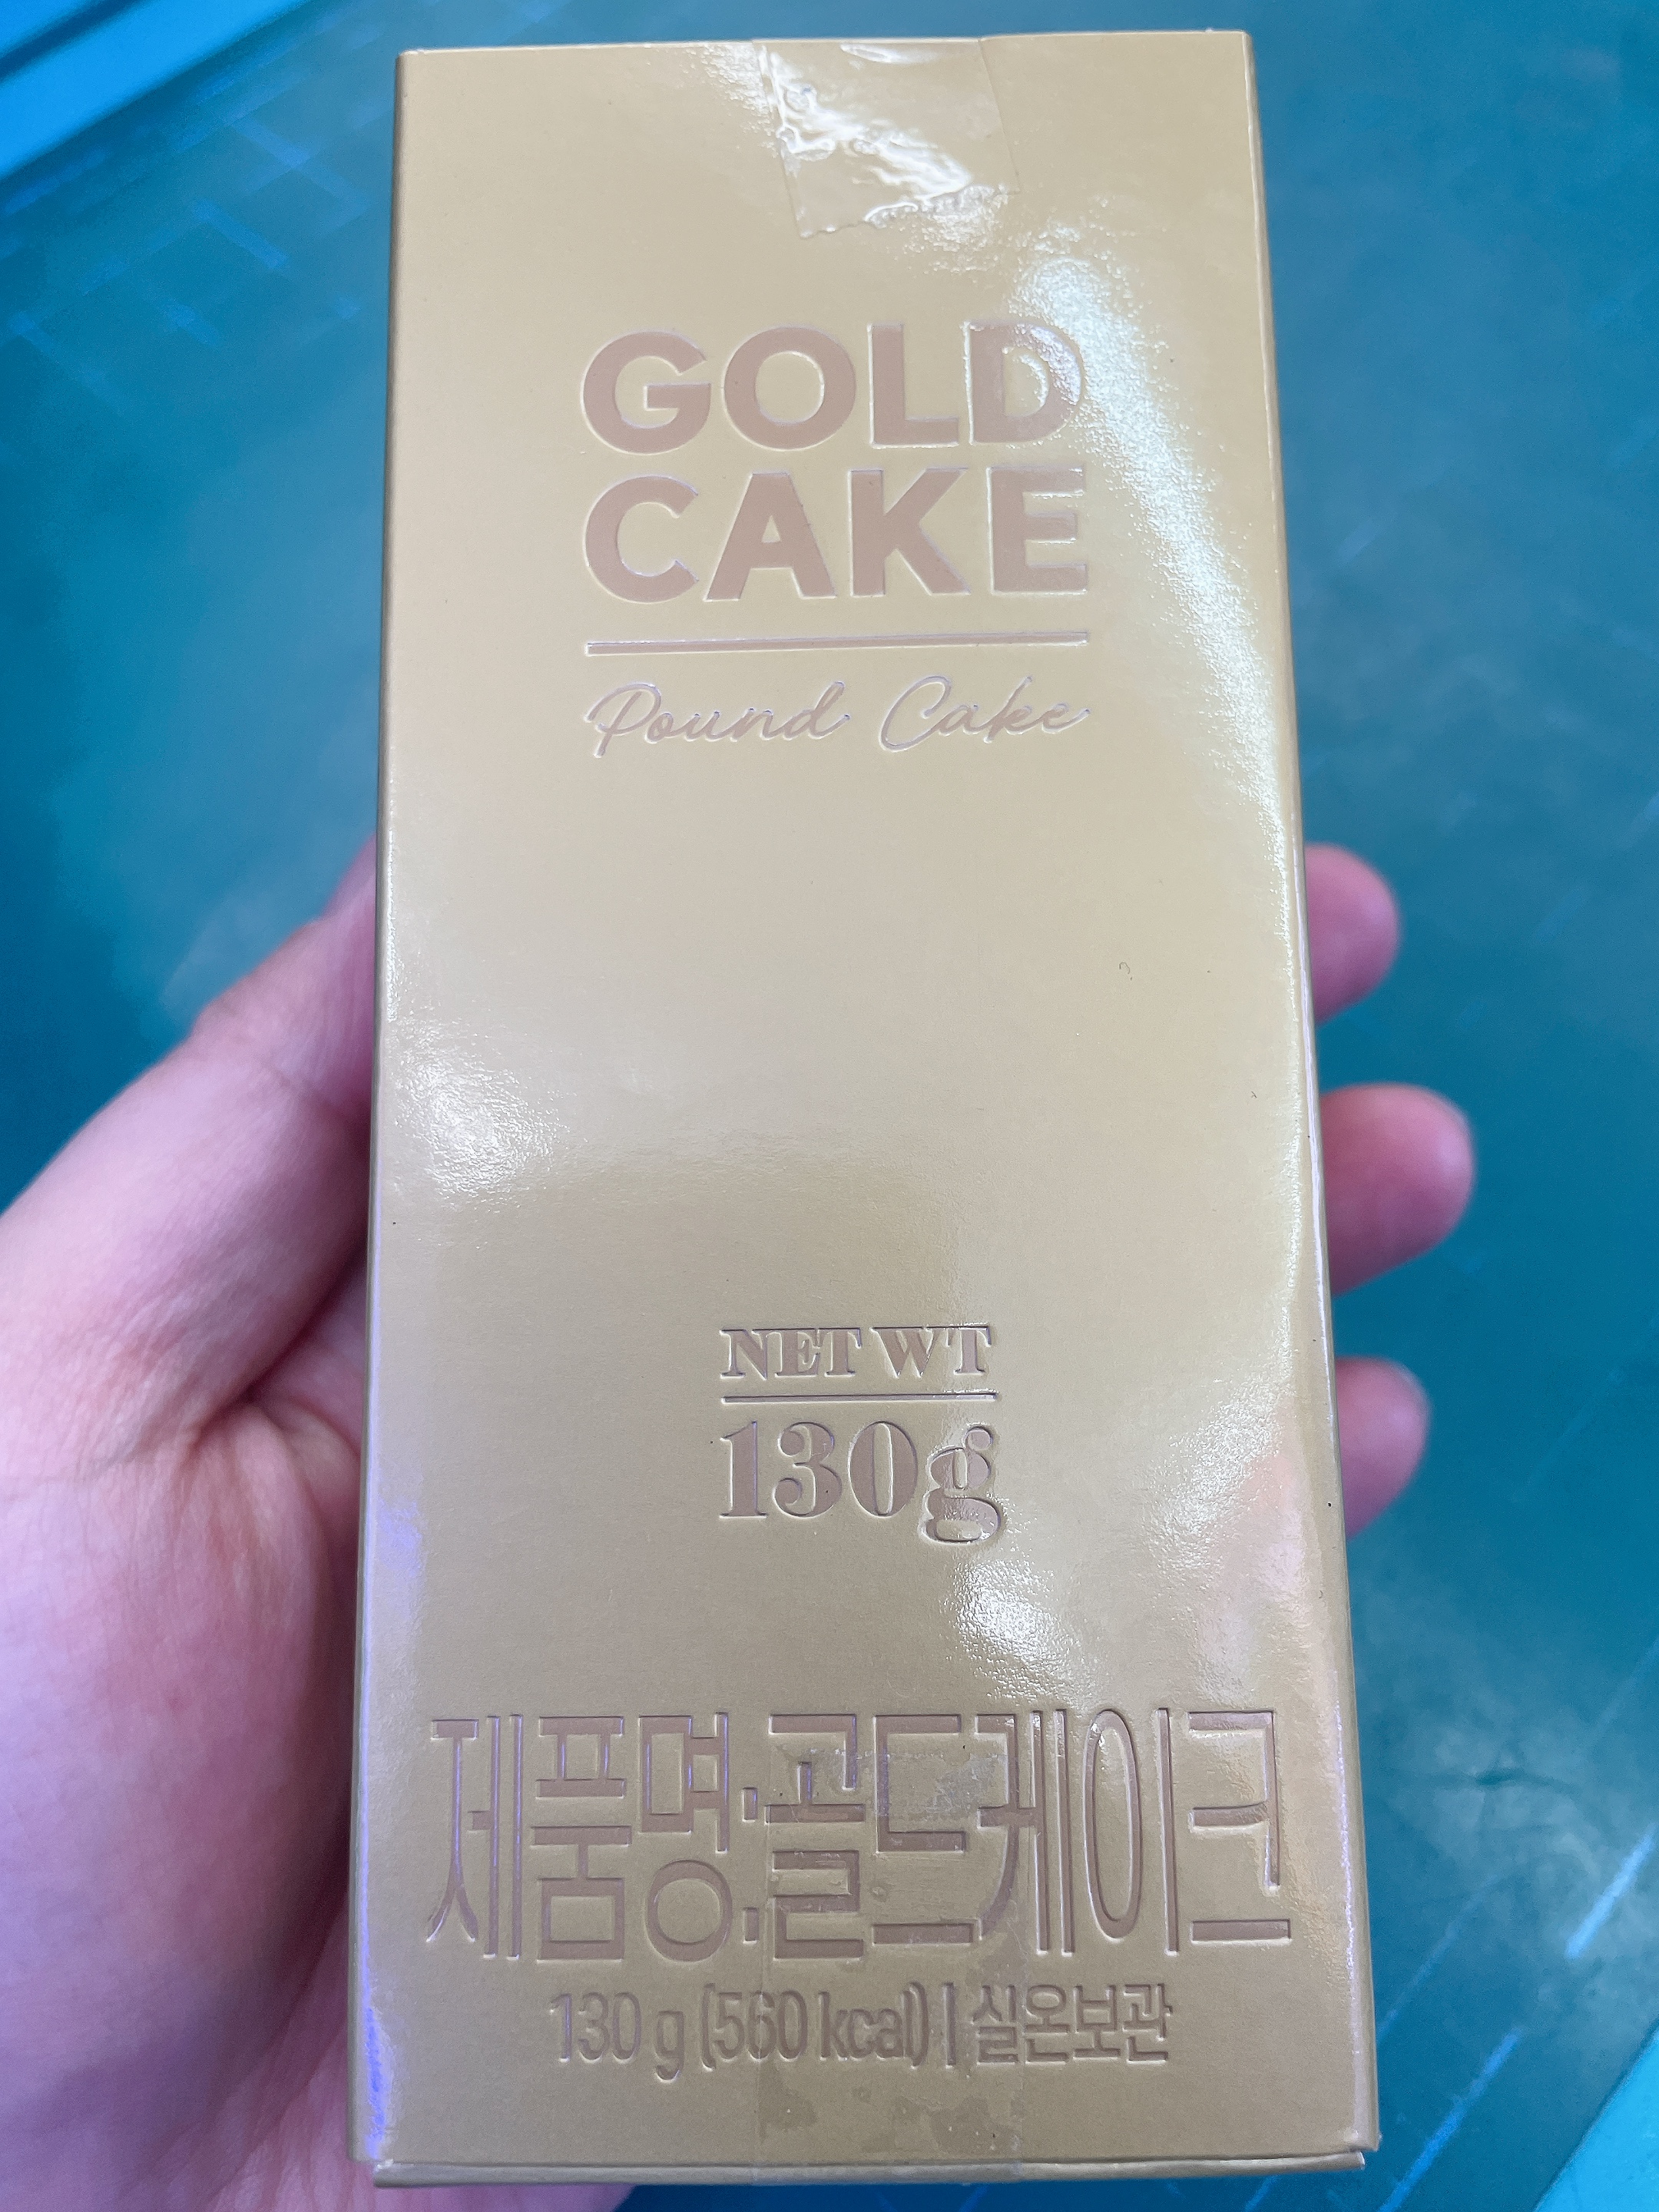 GOLD
CAKE
Pound Cake
NET WT
130g
제품명:골드케이크
130 g (560 kcal) | 실온보관